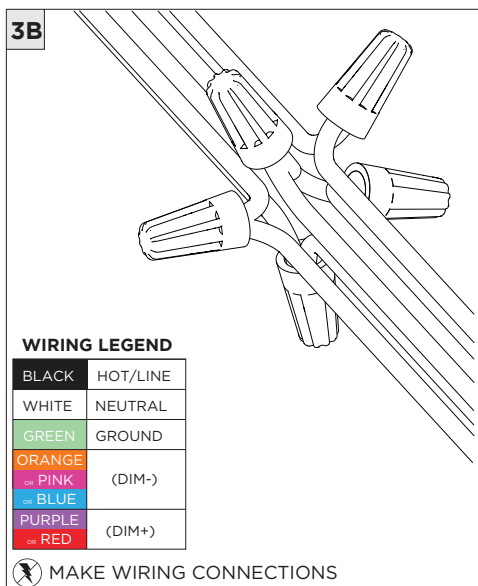 3B
WIRING LEGEND
BLACK HOT/LINE
WHITE NEUTRAL
GREEN GROUND
ORANGE
OR PINK (DIM-)
OR BLUE
PURPLE
OR RED (DIM+)
MAKE WIRING CONNECTIONS